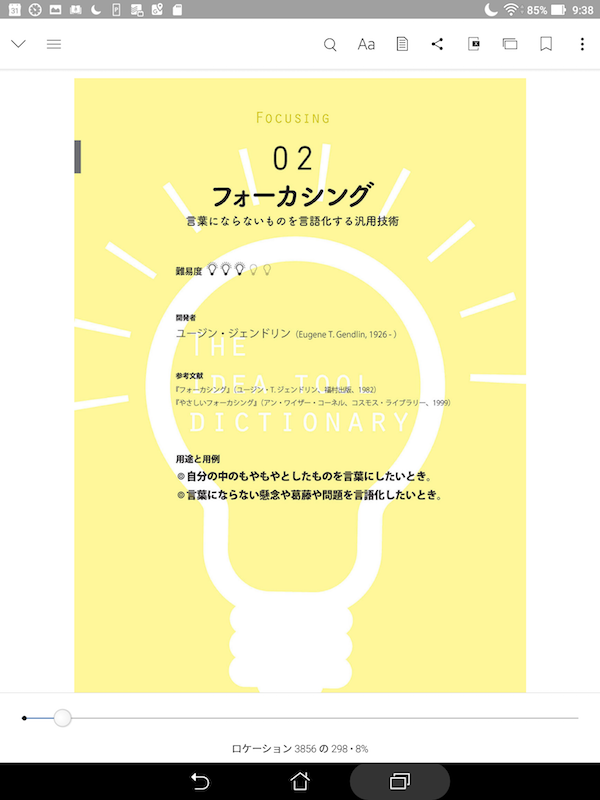 31
85%
9:38
Aa
FOCUSING
02
フォーカシング
言葉にならないものを言語化する汎用技術
難易度
開発者
ユージン・ジェンドリン（Eugene T. Gendlin, 1926 - ）
THE
IDEA TOOL
DICTIONARY
参考文献
『フォーカシング』（ユージン・T. ジェンドリン、福村出版、1982）
『やさしいフォーカシング』（アン・ワイザー・コーネル、コスモス・ライブラリー、1999）
用途と用例
◎自分の中のもやもやとしたものを言葉にしたいとき。
◎言葉にならない懸念や葛藤や問題を言語化したいとき。
ロケーション 3856 の 298・8%